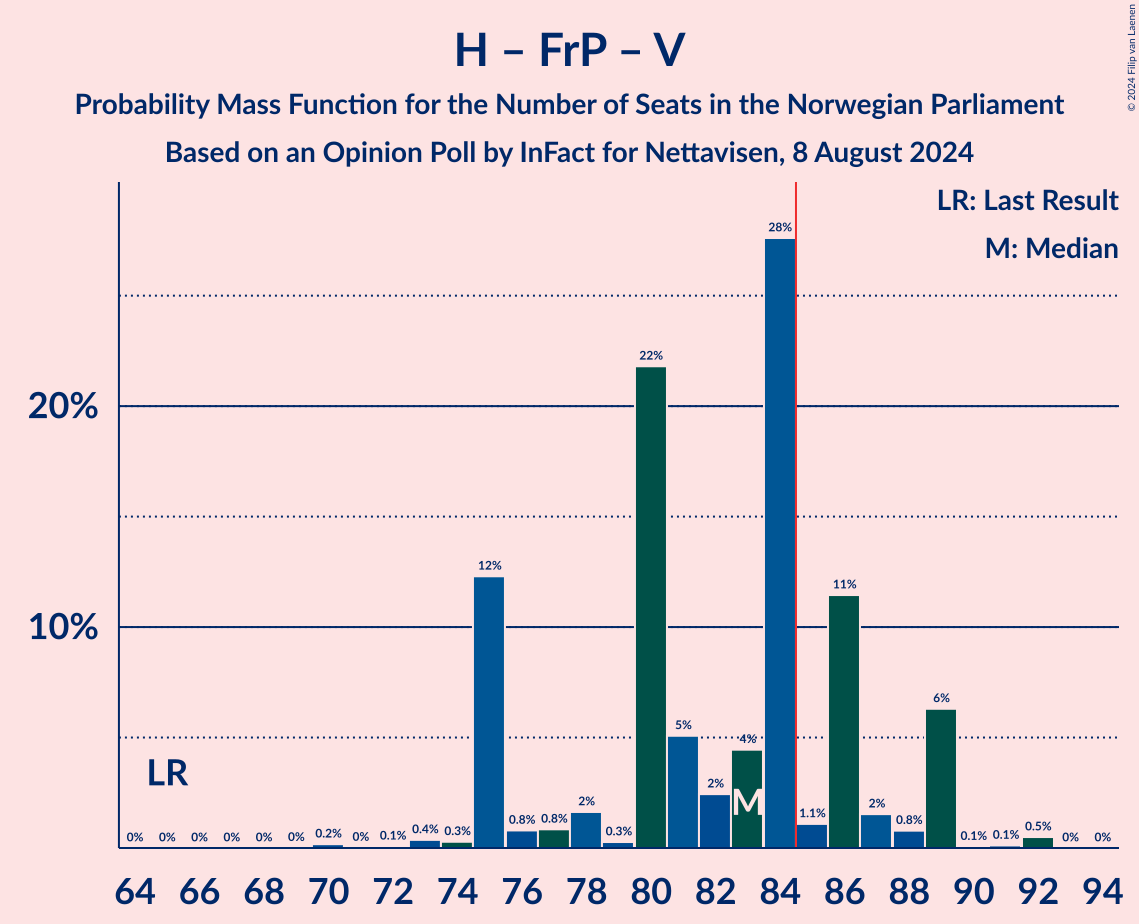 © 2024 Filip van Laenen
H – FrP – V
Probability Mass Function for the Number of Seats in the Norwegian Parliament
Based on an Opinion Poll by InFact for Nettavisen, 8 August 2024
LR: Last Result
M: Median
20%
10%
0% 0% 0% 0% 0% 0% 0.2% 0% 0.1% 0.4% 0.3% 12% 0.8% 0.8% 2% 0.3% 22% 5% 2% 4% 28% 1.1% 11% 2% 0.8% 6% 0.1% 0.1% 0.5% 0% 0%
LR
M
64 66 68 70 72 74 76 78 80 82 84 86 88 90 92 94